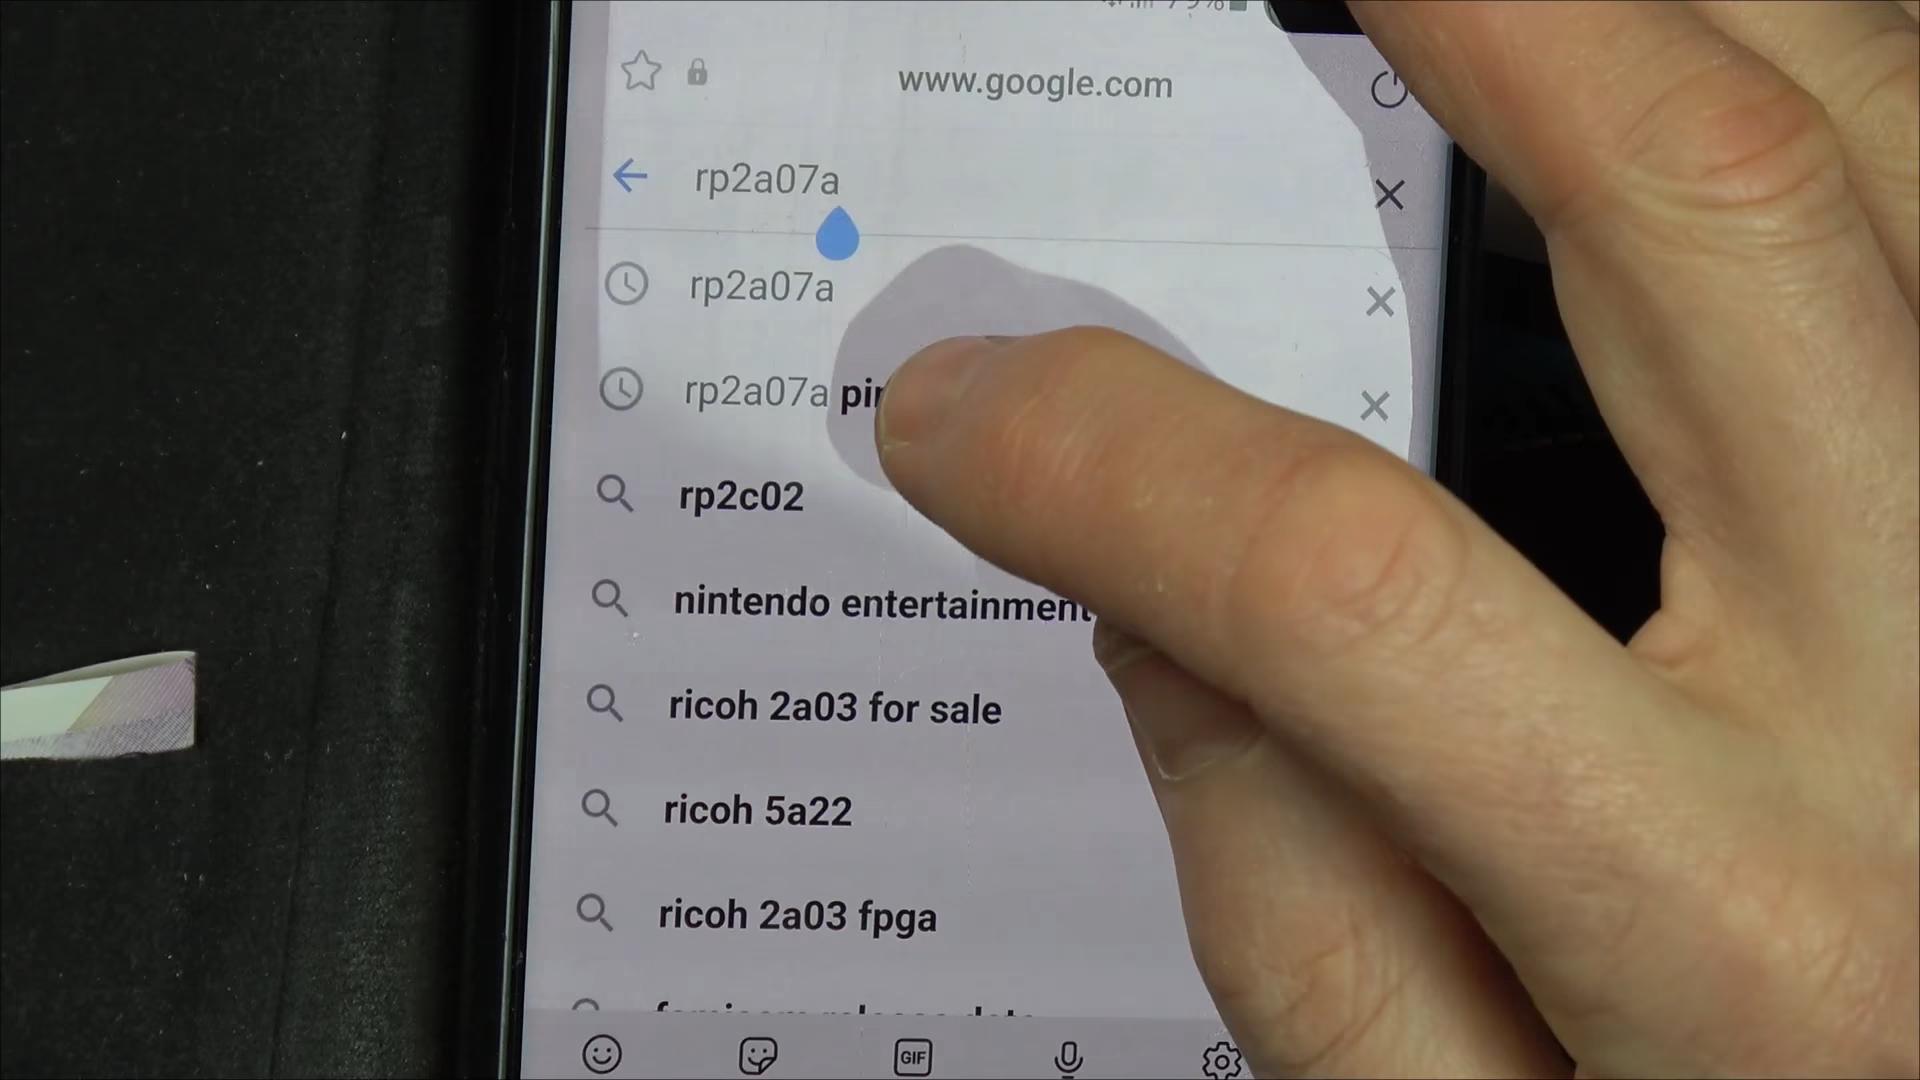 www.google.com
rp2a07a
rp2a07a
rp2a07a
rp2c02
nintendo entertainment
ricoh 2a03 for sale
ricoh 5a22
ricoh 2a03 fpga
GIF